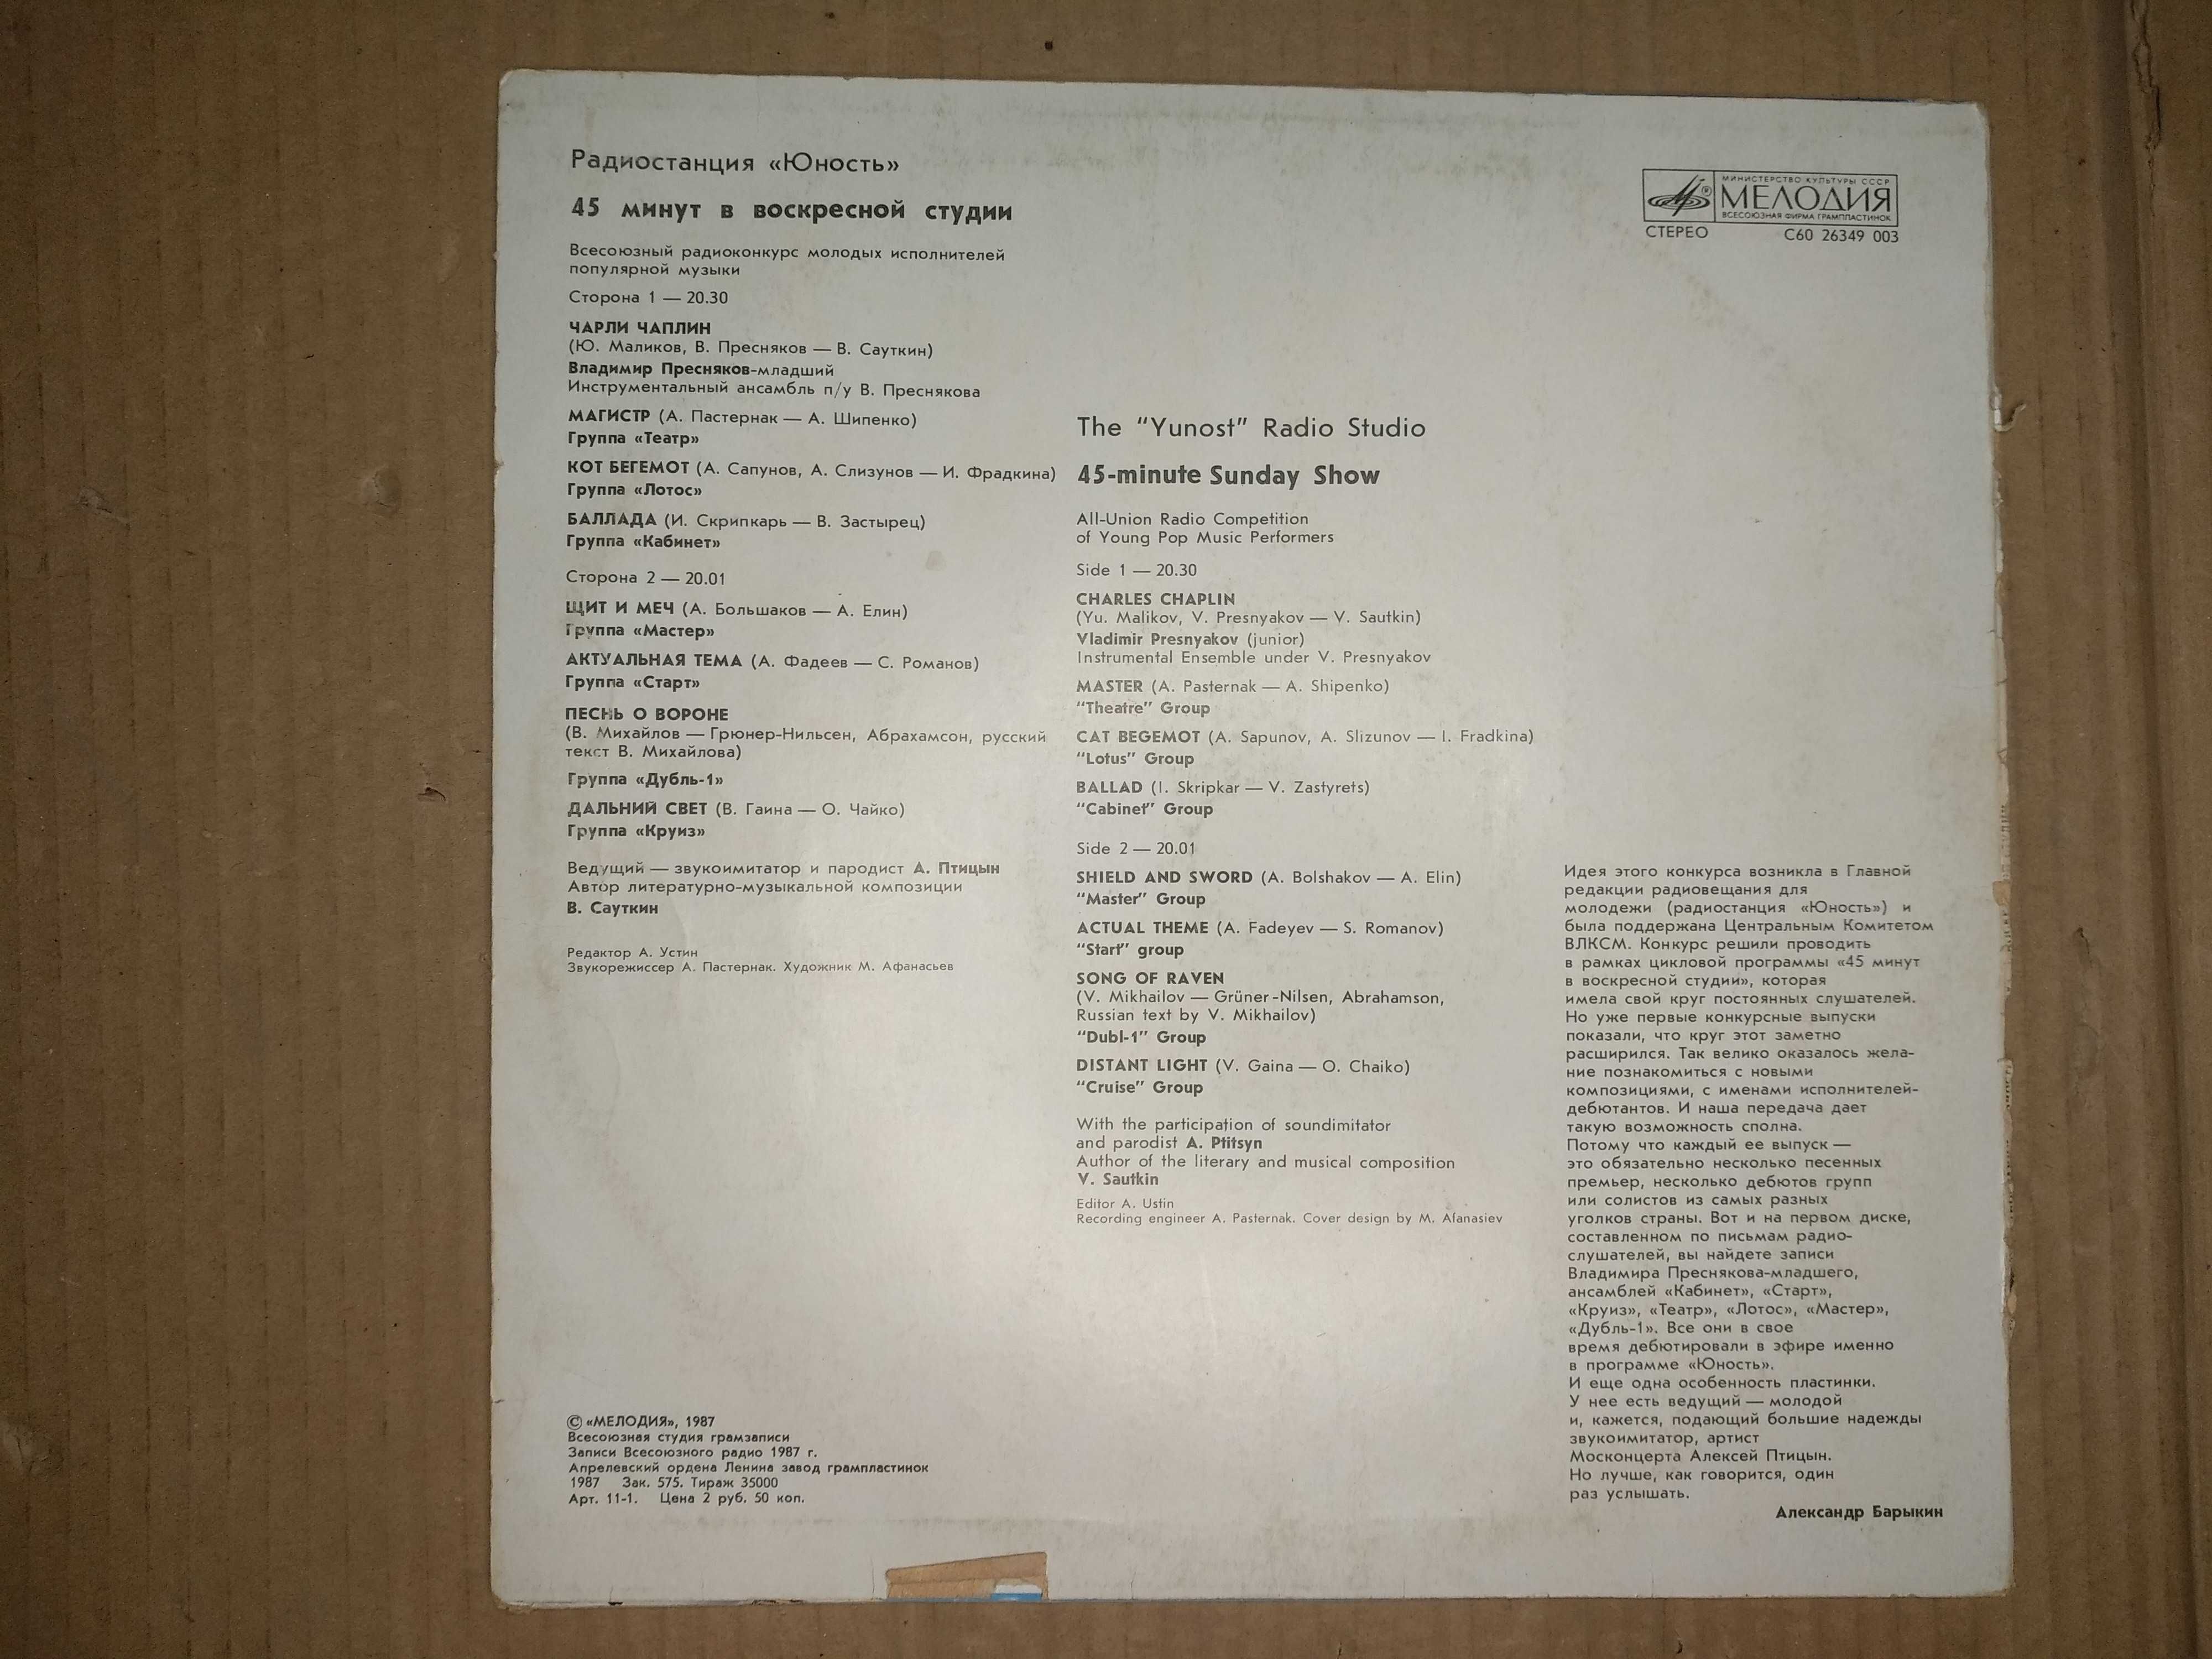 Радиостанция «Юность»
45 минут в воскресной студии
Всесоюзный радиоконкурс молодых исполнителей
популярной музыки
Сторона 1 — 20.30
ЧАРЛИ ЧАПЛИН
(Ю. Маликов, В. Пресняков — В. Сауткин)
Владимир Пресняков-младший
Инструментальный ансамбль п/у В. Преснякова
МАГИСТР (А. Пастернак — А. Шипенко)
Группа «Театр»
КОТ БЕГЕМОТ (А. Сапунов, А. Слизунов — И. Фрадкина)
Группа «Лотос»
БАЛЛАДА (И. Скрипкарь — В. Застырец)
Группа «Кабинет»
Сторона 2 — 20.01
ЩИТ И МЕЧ (А. Большаков — А. Елин)
Группа «Мастер»
АКТУАЛЬНАЯ ТЕМА (А. Фадеев — С. Романов)
Группа «Старт»
ПЕСНЬ О ВОРОНЕ
(В. Михайлов — Грюнер-Нильсен, Абрахамсон, русский
текст В. Михайлова)
Группа «Дубль-1»
ДАЛЬНИЙ СВЕТ (В. Гаина — О. Чайко)
Группа «Круиз»
Ведущий — звукоимитатор и пародист А. Птицын
Автор литературно-музыкальной композиции
В. Сауткин
Редактор А. Устин
Звукорежиссер А. Пастернак. Художник М. Афанасьев
© «МЕЛОДИЯ», 1987
Всесоюзная студия грамзаписи
Записи Всесоюзного радио 1987 г.
Апрелевский ордена Ленина завод грампластинок
1987 Зак. 575. Тираж 35000
Арт. 11-1. Цена 2 руб. 50 коп.
The “Yunost” Radio Studio
45-minute Sunday Show
All-Union Radio Competition
of Young Pop Music Performers
Side 1 — 20.30
CHARLES CHAPLIN
(Yu. Malikov, V. Presnyakov — V. Sautkin)
Vladimir Presnyakov (junior)
Instrumental Ensemble under V. Presnyakov
MASTER (A. Pasternak — A. Shipenko)
“Theatre” Group
CAT BEGEMOT (A. Sapunov, A. Slizunov — I. Fradkina)
“Lotus” Group
BALLAD (I. Skripkar — V. Zastyrets)
“Cabinet” Group
Side 2 — 20.01
SHIELD AND SWORD (A. Bolshakov — A. Elin)
“Master” Group
ACTUAL THEME (A. Fadeyev — S. Romanov)
“Start” group
SONG OF RAVEN
(V. Mikhailov — Grüner-Nilsen, Abrahamson,
Russian text by V. Mikhailov)
“Dubl-1” Group
DISTANT LIGHT (V. Gaina — O. Chaiko)
“Cruise” Group
With the participation of soundimitator
and parodist A. Ptitsyn
Author of the literary and musical composition
V. Sautkin
Editor A. Ustin
Recording engineer A. Pasternak. Cover design by M. Afanasiev
МИНИСТЕРСТВО КУЛЬТУРЫ СССР
МЕЛОДИЯ
ВСЕСОЮЗНАЯ ФИРМА ГРАМПЛАСТИНОК
СТЕРЕО С60 26349 003
Идея этого конкурса возникла в Главной
редакции радиовещания для
молодежи (радиостанция «Юность») и
была поддержана Центральным Комитетом
ВЛКСМ. Конкурс решили проводить
в рамках цикловой программы «45 минут
в воскресной студии», которая
имела свой круг постоянных слушателей.
Но уже первые конкурсные выпуски
показали, что круг этот заметно
расширился. Так велико оказалось жела-
ние познакомиться с новыми
композициями, с именами исполнителей-
дебютантов. И наша передача дает
такую возможность сполна.
Потому что каждый ее выпуск —
это обязательно несколько песенных
премьер, несколько дебютов групп
или солистов из самых разных
уголков страны. Вот и на первом диске,
составленном по письмам радио-
слушателей, вы найдете записи
Владимира Преснякова-младшего,
ансамблей «Кабинет», «Старт»,
«Круиз», «Театр», «Лотос», «Мастер»,
«Дубль-1». Все они в свое
время дебютировали в эфире именно
в программе «Юность».
И еще одна особенность пластинки.
У нее есть ведущий — молодой
и, кажется, подающий большие надежды
звукоимитатор, артист
Москонцерта Алексей Птицын.
Но лучше, как говорится, один
раз услышать.
Александр Барыкин